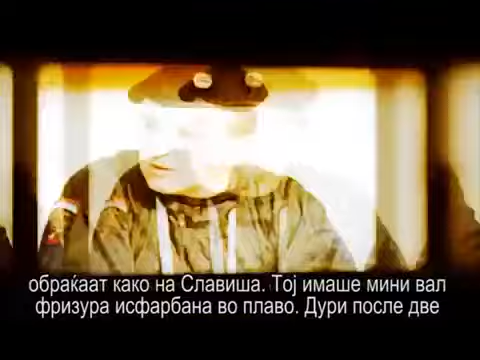 обраќаат како на Славиша. Тој имаше мини вал
фризура исфарбана во плаво. Дури после две